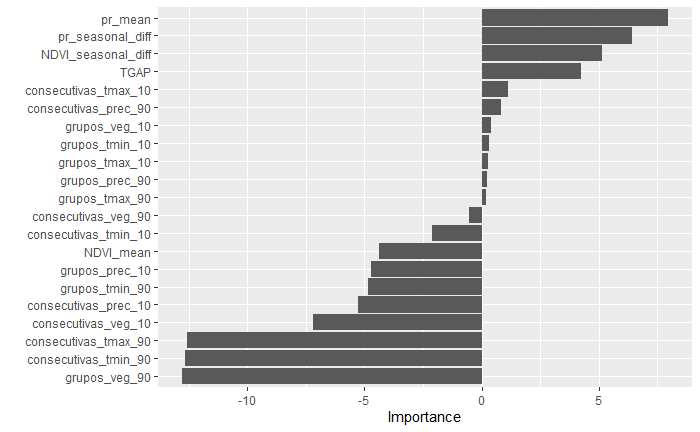 pr_mean
pr_seasonal_diff
NDVI_seasonal_diff
TGAP
consecutivas_tmax_10
consecutivas_prec_90
grupos_veg_10
grupos_tmin_10
grupos_tmax_10
grupos_prec_90
grupos_tmax_90
consecutivas_veg_90
consecutivas_tmin_10
NDVI_mean
grupos_prec_10
grupos_tmin_90
consecutivas_prec_10
consecutivas_veg_10
consecutivas_tmax_90
consecutivas_tmin_90
grupos_veg_90
-10 -5 0 5
Importance